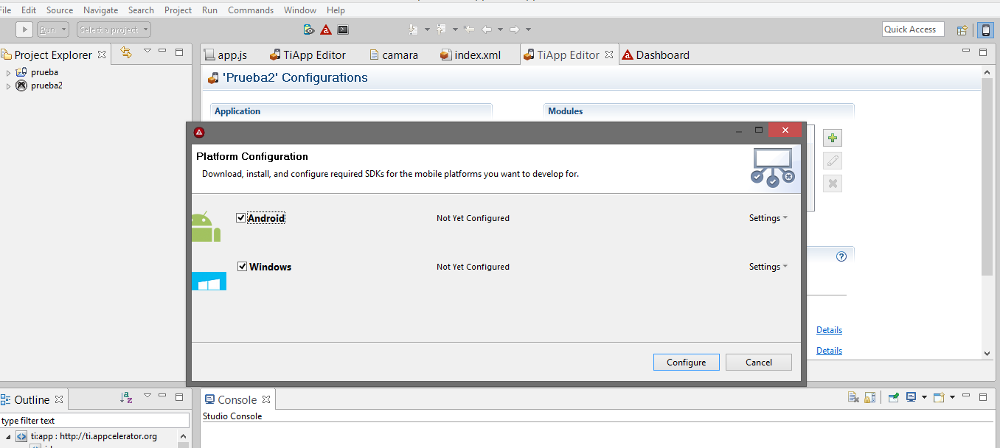 File Edit Source Navigate Search Project Run Commands Window Help
Run Select a project Quick Access
Project Explorer
prueba
prueba2
app.js TiApp Editor camara index.xml TiApp Editor Dashboard
'Prueba2' Configurations
Application Modules
Platform Configuration
Download, install, and configure required SDKs for the mobile platforms you want to develop for.
Android Not Yet Configured Settings
Windows Not Yet Configured Settings
Configure Cancel
Details
Details
Outline
type filter text
ti:app : http://ti.appcelerator.org
Console
Studio Console